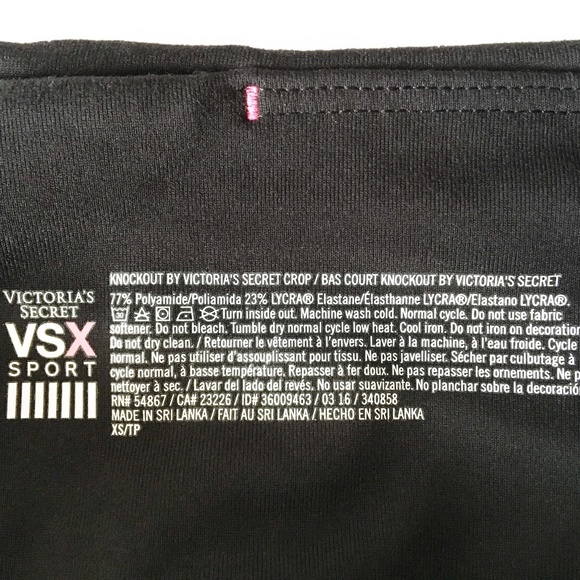 VICTORIA'S
SECRET
VSX
SPORT
KNOCKOUT BY VICTORIA'S SECRET CROP / BAS COURT KNOCKOUT BY VICTORIA'S SECRET
77% Polyamide/Poliamida 23% LYCRA® Elastane/Élasthanne LYCRA®/Elastano LYCRA®.
Turn inside out. Machine wash cold. Normal cycle. Do not use fabric
softener. Do not bleach. Tumble dry normal cycle low heat. Cool iron. Do not iron on decoration
Do not dry clean. / Retourner le vêtement à l'envers. Laver à la machine, à l'eau froide. Cycle
normal. Ne pas utiliser d'assouplissant pour tissu. Ne pas javelliser. Sécher par culbutage à
cycle normal, à basse température. Repasser à fer doux. Ne pas repasser les ornements. Ne pas
nettoyer à sec. / Lavar del lado del revés. No usar suavizante. No planchar sobre la decoració
RN# 54867 / CA# 23226 / ID# 36009463 / 03 16 / 340858
MADE IN SRI LANKA / FAIT AU SRI LANKA / HECHO EN SRI LANKA
XS/TP